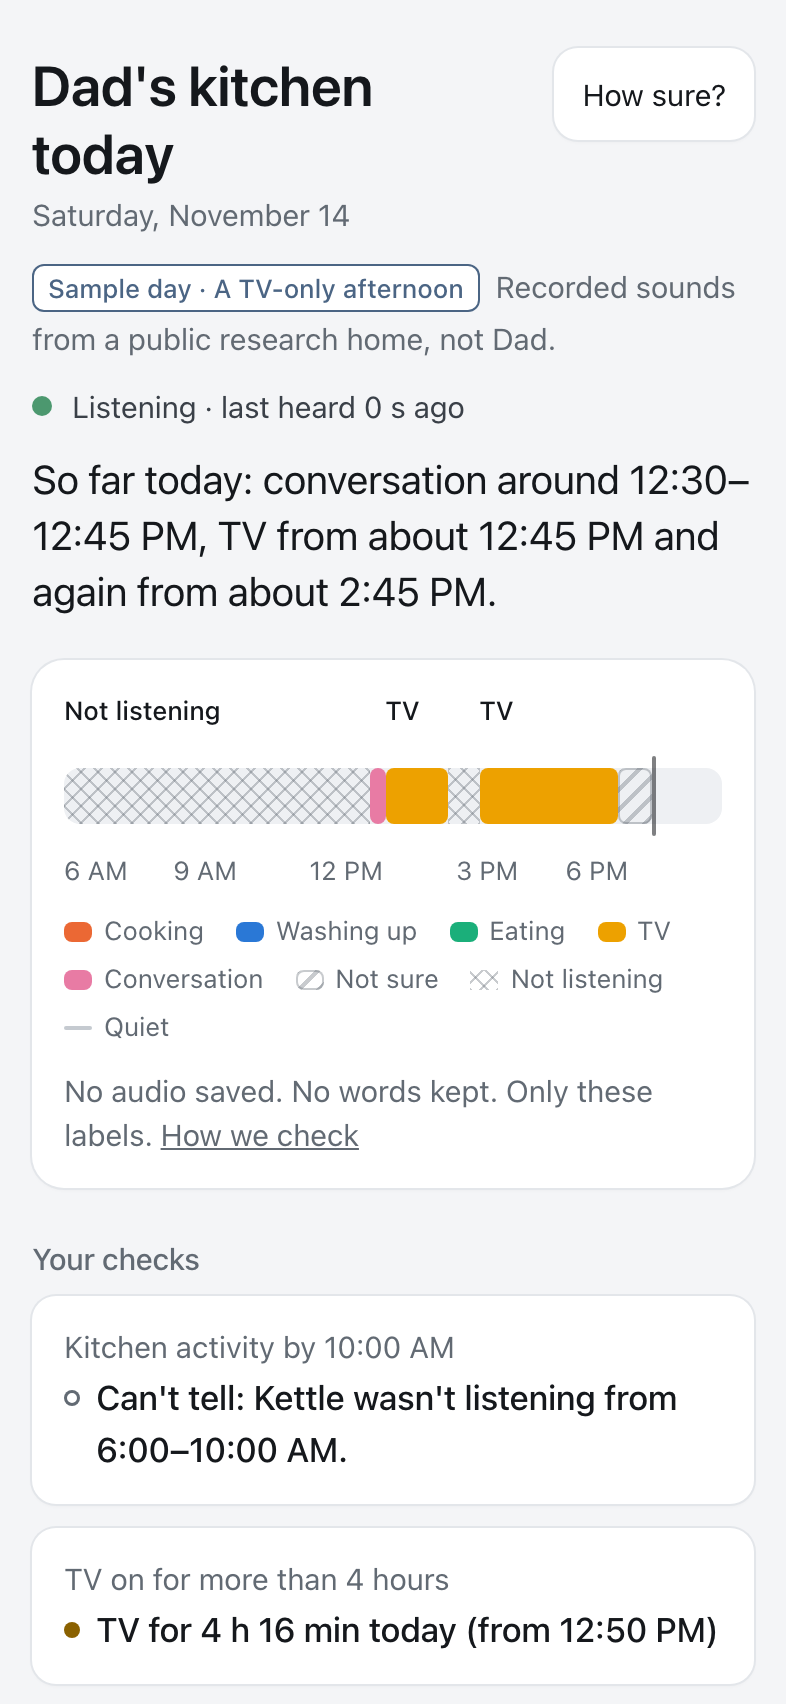 Dad's kitchen
today
How sure?
Saturday, November 14
Sample day · A TV-only afternoon Recorded sounds
from a public research home, not Dad.
Listening · last heard 0 s ago
So far today: conversation around 12:30–
12:45 PM, TV from about 12:45 PM and
again from about 2:45 PM.
Not listening TV TV
6 AM 9 AM 12 PM 3 PM 6 PM
Cooking Washing up Eating TV
Conversation Not sure Not listening
Quiet
No audio saved. No words kept. Only these
labels. How we check
Your checks
Kitchen activity by 10:00 AM
Can't tell: Kettle wasn't listening from
6:00–10:00 AM.
TV on for more than 4 hours
TV for 4 h 16 min today (from 12:50 PM)